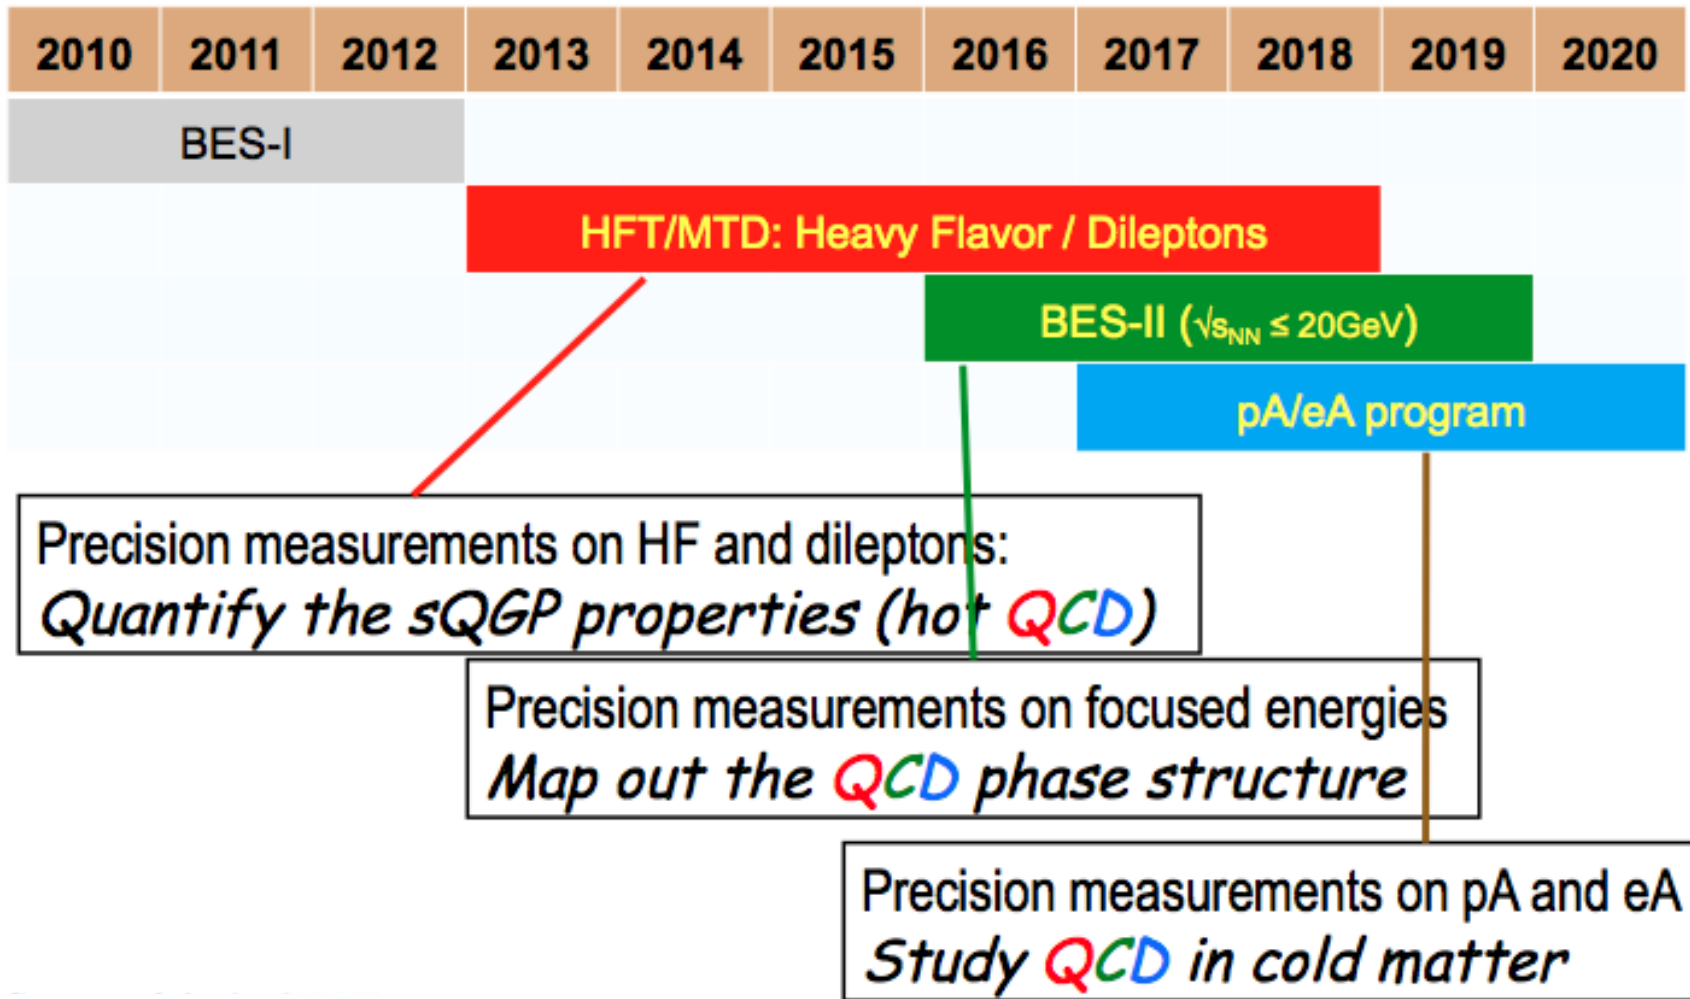 2010 2011 2012 2013 2014 2015 2016 2017 2018 2019 2020
BES-I
HFT/MTD: Heavy Flavor / Dileptons
BES-II (√sNN ≤ 20GeV)
pA/eA program
Precision measurements on HF and dileptons:
Quantify the sQGP properties (hot QCD)
Precision measurements on focused energies
Map out the QCD phase structure
Precision measurements on pA and eA
Study QCD in cold matter